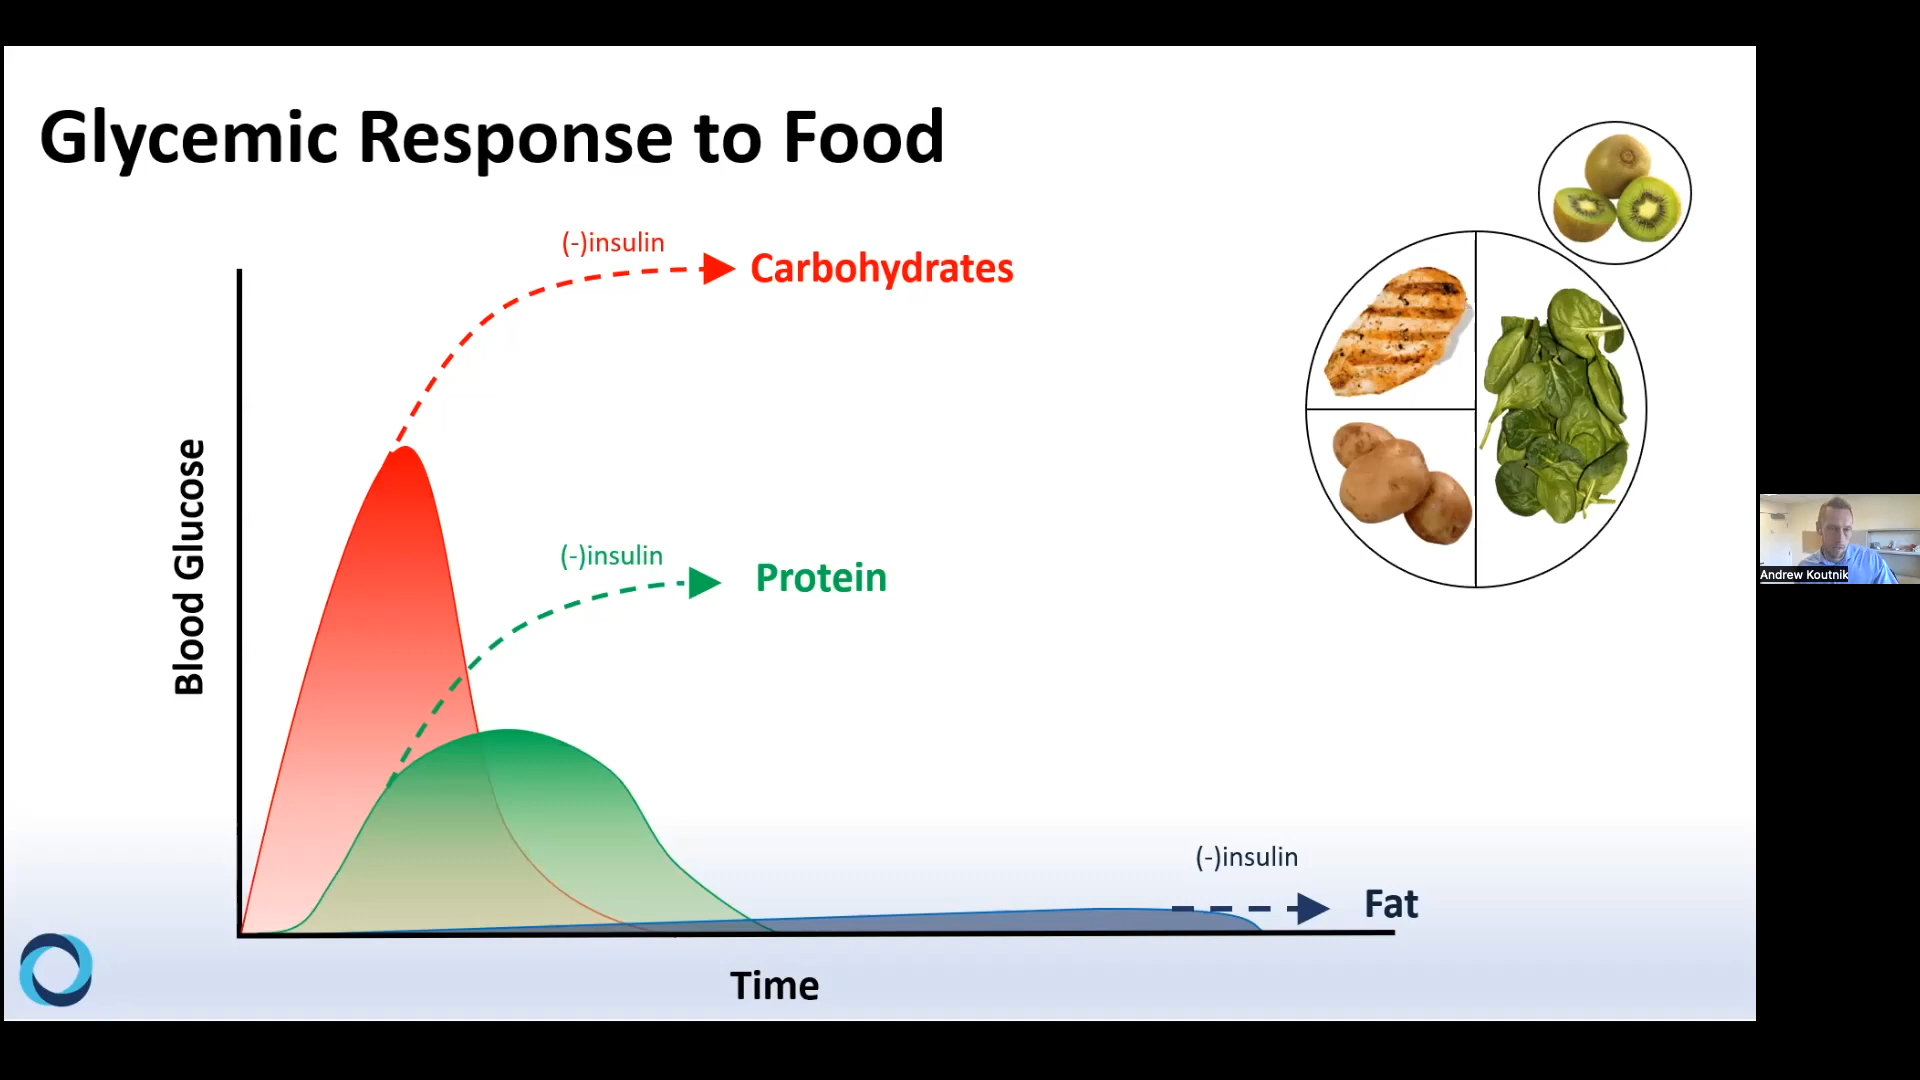 Glycemic Response to Food
(-)insulin
Carbohydrates
Blood Glucose
(-)insulin
Protein
(-)insulin
Fat
Time
Andrew Koutnik